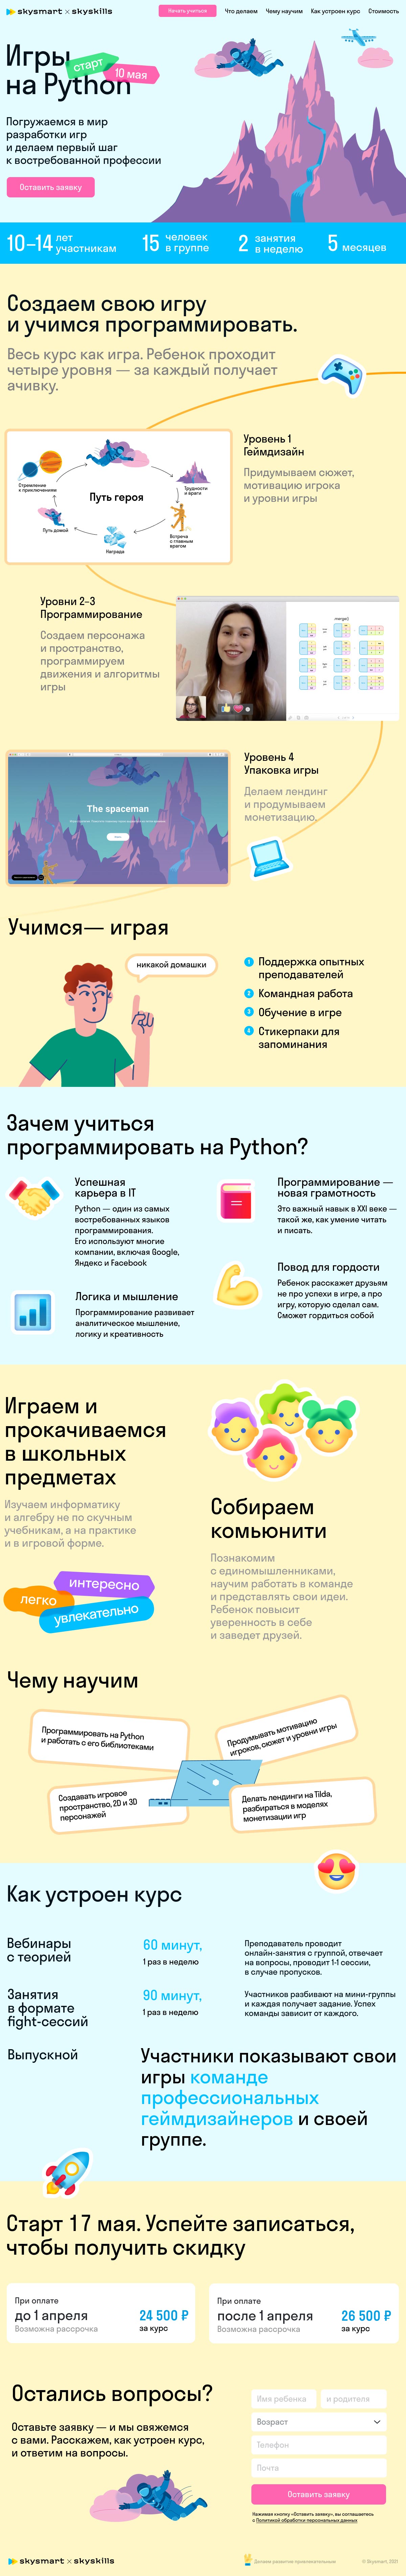 skysmart × skyskills
Начать учиться
Что делаем
Чему научим
Как устроен курс
Стоимость
Игры
на Python
старт
10 мая
Погружаемся в мир
разработки игр
и делаем первый шаг
к востребованной профессии
Оставить заявку
10–14 лет
участникам
15 человек
в группе
2 занятия
в неделю
5 месяцев
Создаем свою игру
и учимся программировать.
Весь курс как игра. Ребенок проходит
четыре уровня — за каждый получает
ачивку.
Стремление
к приключениям
Путь героя
Трудности
и враги
Путь домой
Награда
Встреча
с главным
врагом
Уровень 1
Геймдизайн
Придумываем сюжет,
мотивацию игрока
и уровни игры
Уровни 2–3
Программирование
Создаем персонажа
и пространство,
программируем
движения и алгоритмы
игры
merge()
The spaceman
Уровень 4
Упаковка игры
Делаем лендинг
и продумываем
монетизацию.
Учимся— играя
никакой домашки
1 Поддержка опытных
преподавателей
2 Командная работа
3 Обучение в игре
4 Стикерпаки для
запоминания
Зачем учиться
программировать на Python?
Успешная
карьера в IT
Python — один из самых
востребованных языков
программирования.
Его используют многие
компании, включая Google,
Яндекс и Facebook
Программирование —
новая грамотность
Это важный навык в XXI веке —
такой же, как умение читать
и писать.
Логика и мышление
Программирование развивает
аналитическое мышление,
логику и креативность
Повод для гордости
Ребенок расскажет друзьям
не про успехи в игре, а про
игру, которую сделал сам.
Сможет гордиться собой
Играем и
прокачиваемся
в школьных
предметах
Изучаем информатику
и алгебру не по скучным
учебникам, а на практике
и в игровой форме.
интересно
легко
увлекательно
Собираем
комьюнити
Познакомим
с единомышленниками,
научим работать в команде
и представлять свои идеи.
Ребенок повысит
уверенность в себе
и заведет друзей.
Чему научим
Программировать на Python
и работать с его библиотеками
Продумывать мотивацию
игроков, сюжет и уровни игры
Создавать игровое
пространство, 2D и 3D
персонажей
Делать лендинги на Tilda,
разбираться в моделях
монетизации игр
Как устроен курс
Вебинары
с теорией
60 минут,
1 раз в неделю
Преподаватель проводит
онлайн-занятия с группой, отвечает
на вопросы, проводит 1-1 сессии,
в случае пропусков.
Занятия
в формате
fight-сессий
90 минут,
1 раз в неделю
Участников разбивают на мини-группы
и каждая получает задание. Успех
команды зависит от каждого.
Выпускной
Участники показывают свои
игры команде
профессиональных
геймдизайнеров и своей
группе.
Старт 17 мая. Успейте записаться,
чтобы получить скидку
При оплате
до 1 апреля
Возможна рассрочка
24 500 ₽
за курс
При оплате
после 1 апреля
Возможна рассрочка
26 500 ₽
за курс
Остались вопросы?
Оставьте заявку — и мы свяжемся
с вами. Расскажем, как устроен курс,
и ответим на вопросы.
Имя ребенка
и родителя
Возраст
Телефон
Почта
Оставить заявку
Нажимая кнопку «Оставить заявку», вы соглашаетесь
с Политикой обработки персональных данных
skysmart × skyskills
Делаем развитие привлекательным
© Skysmart, 2021